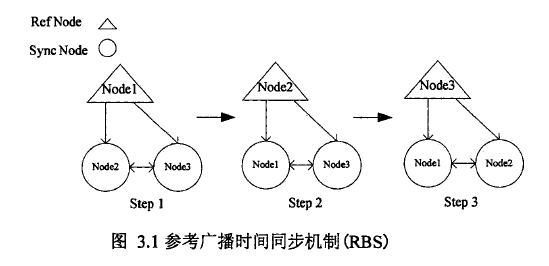 Ref Node
Sync Node
Node1
Node2
Node3
Node2
Node3
Node1
Node3
Node1
Node2
Step 1
Step 2
Step 3
图 3.1 参考广播时间同步机制(RBS)